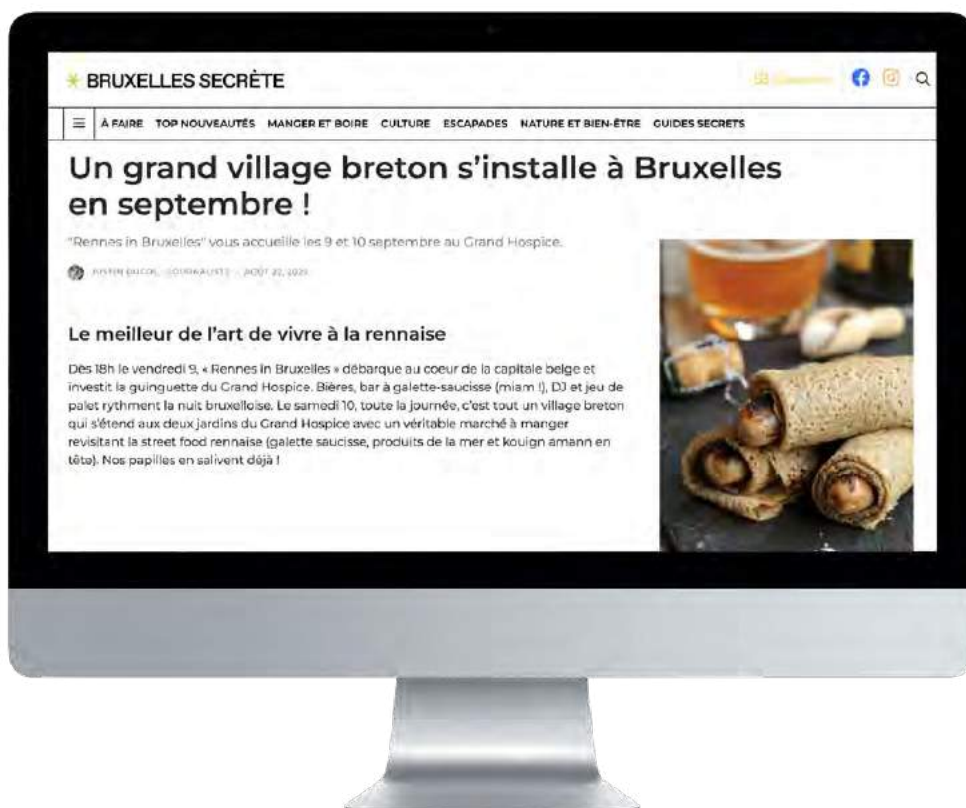 BRUXELLES SECRÈTE
À FAIRE TOP NOUVEAUTÉS MANGER ET BOIRE CULTURE ESCAPADES NATURE ET BIEN-ÊTRE GUIDES SECRETS
Un grand village breton s'installe à Bruxelles
en septembre !
"Rennes in Bruxelles" vous accueille les 9 et 10 septembre au Grand Hospice.
AOÛT 22,
Le meilleur de l'art de vivre à la rennaise
Dès 18h le vendredi 9, « Rennes in Bruxelles » débarque au coeur de la capitale belge et
investit la guinguette du Grand Hospice. Bières, bar à galette-saucisse (miam !), DJ et jeu de
palet rythment la nuit bruxelloise. Le samedi 10, toute la journée, c'est tout un village breton
qui s'étend aux deux jardins du Grand Hospice avec un véritable marché à manger
revisitant la street food rennaise (galette saucisse, produits de la mer et kouign amann en
tête). Nos papilles en salivent déjà !